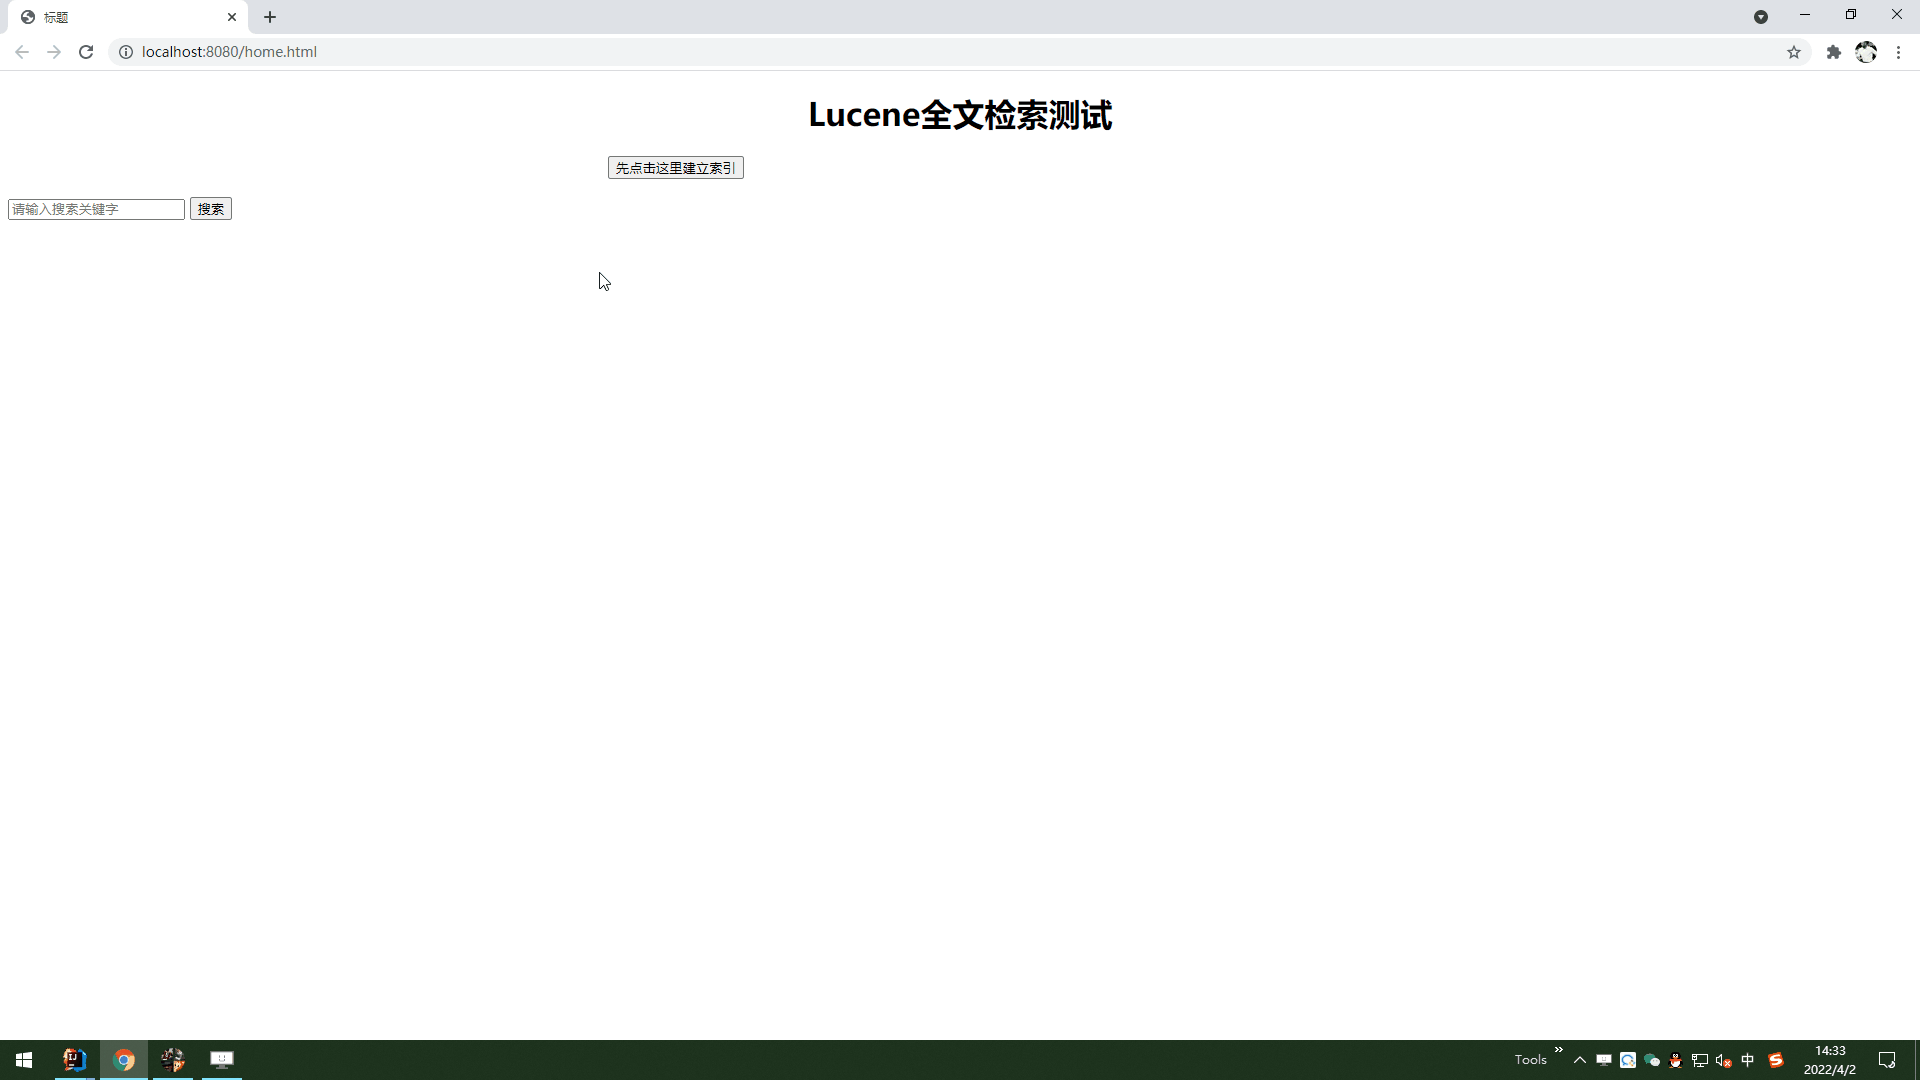 标题
localhost:8080/home.html
Lucene全文检索测试
先点击这里建立索引
请输入搜索关键字 搜索
Tools
中
14:33
2022/4/2